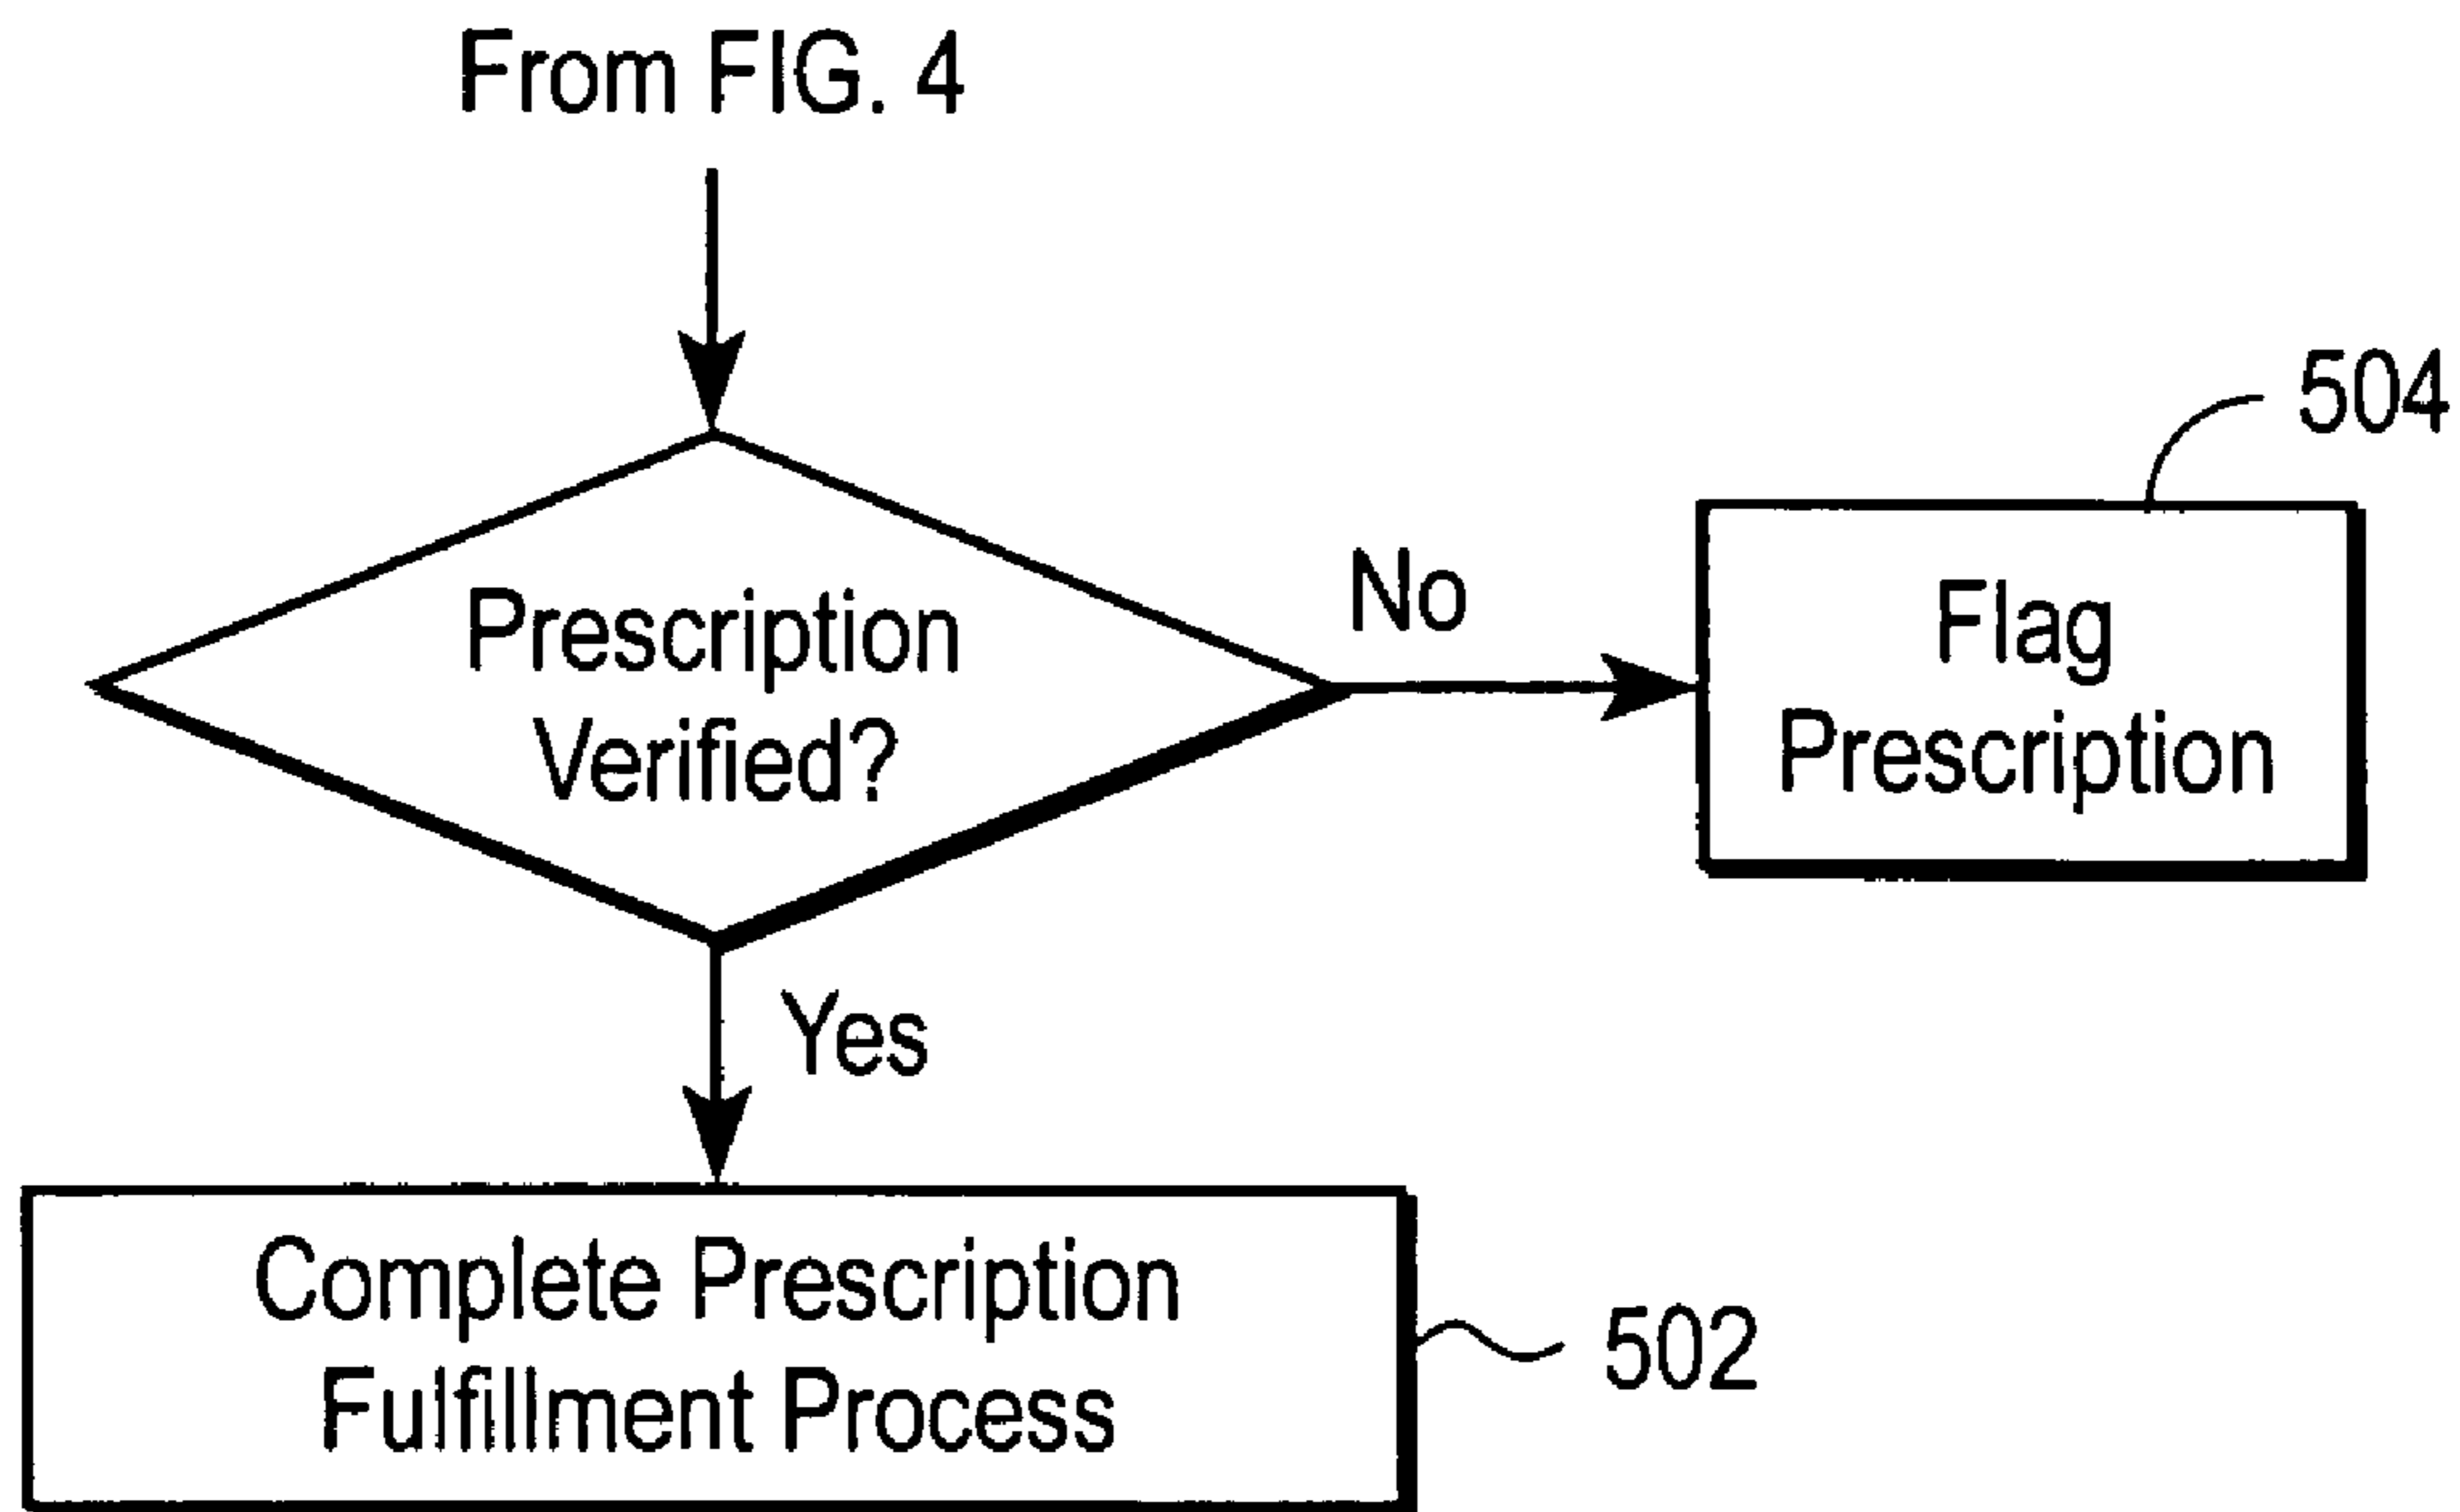 From FIG. 4
504
No
Flag
Prescription
Prescription
Verified?
Yes
Complete Prescription
Fulfillment Process
502